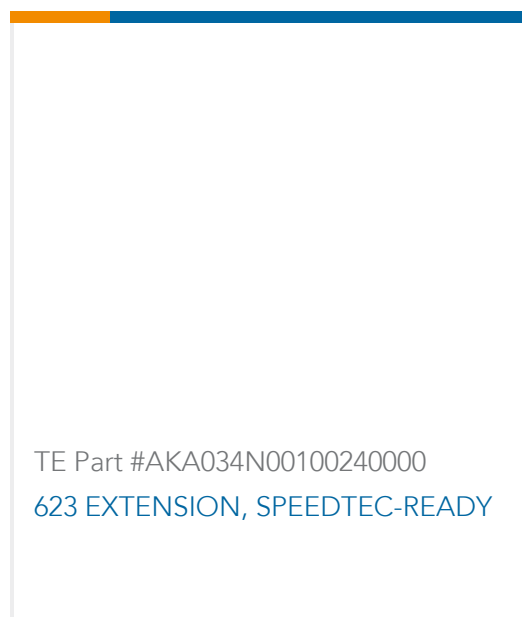 TE Part #AKA034N00100240000
623 EXTENSION, SPEEDTEC-READY